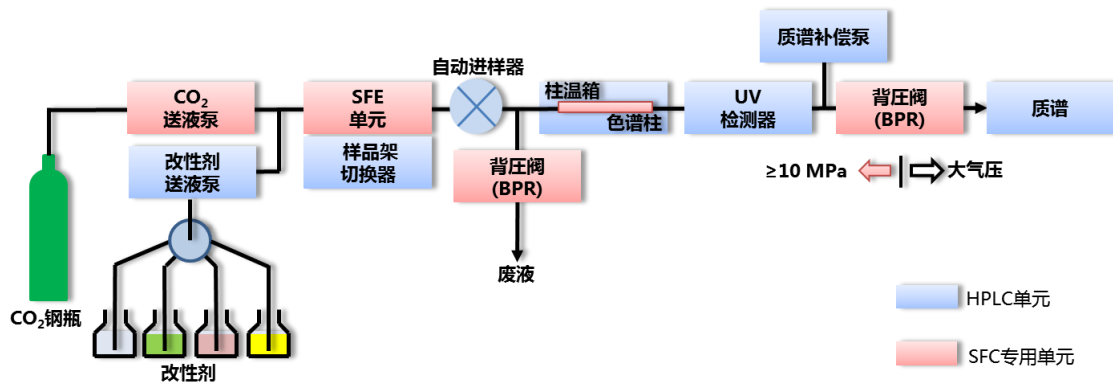 质谱补偿泵
自动进样器
CO₂
送液泵
SFE
单元
柱温箱
色谱柱
UV
检测器
背压阀
(BPR)
质谱
改性剂
送液泵
样品架
切换器
背压阀
(BPR)
≥10 MPa
大气压
废液
CO₂钢瓶
改性剂
HPLC单元
SFC专用单元